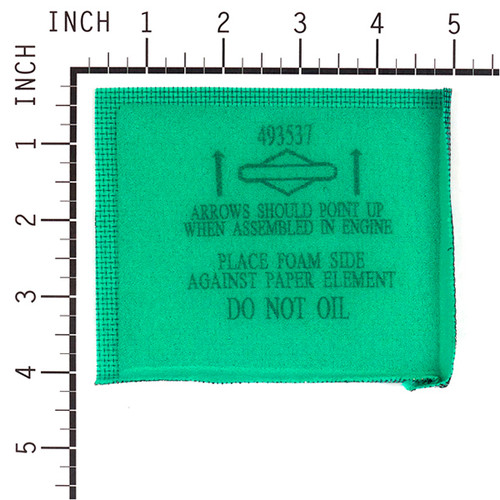 INCH 1 2 3 4 5
INCH 1 2 3 4 5
493537
ARROWS SHOULD POINT UP
WHEN ASSEMBLED IN ENGINE
PLACE FOAM SIDE
AGAINST PAPER ELEMENT
DO NOT OIL